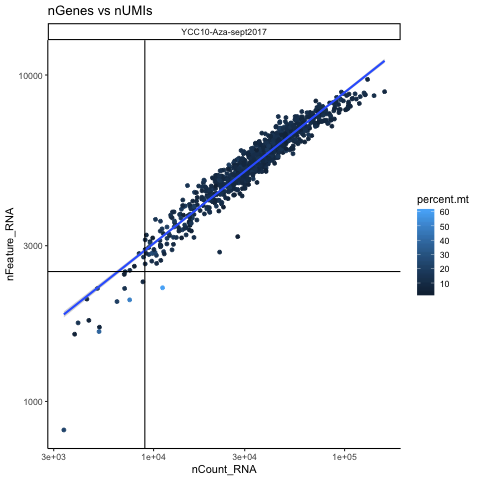 nGenes vs nUMIs
YCC10-Aza-sept2017
10000
3000
1000
nFeature_RNA
3e+03
1e+04
3e+04
1e+05
nCount_RNA
percent.mt
60
50
40
30
20
10